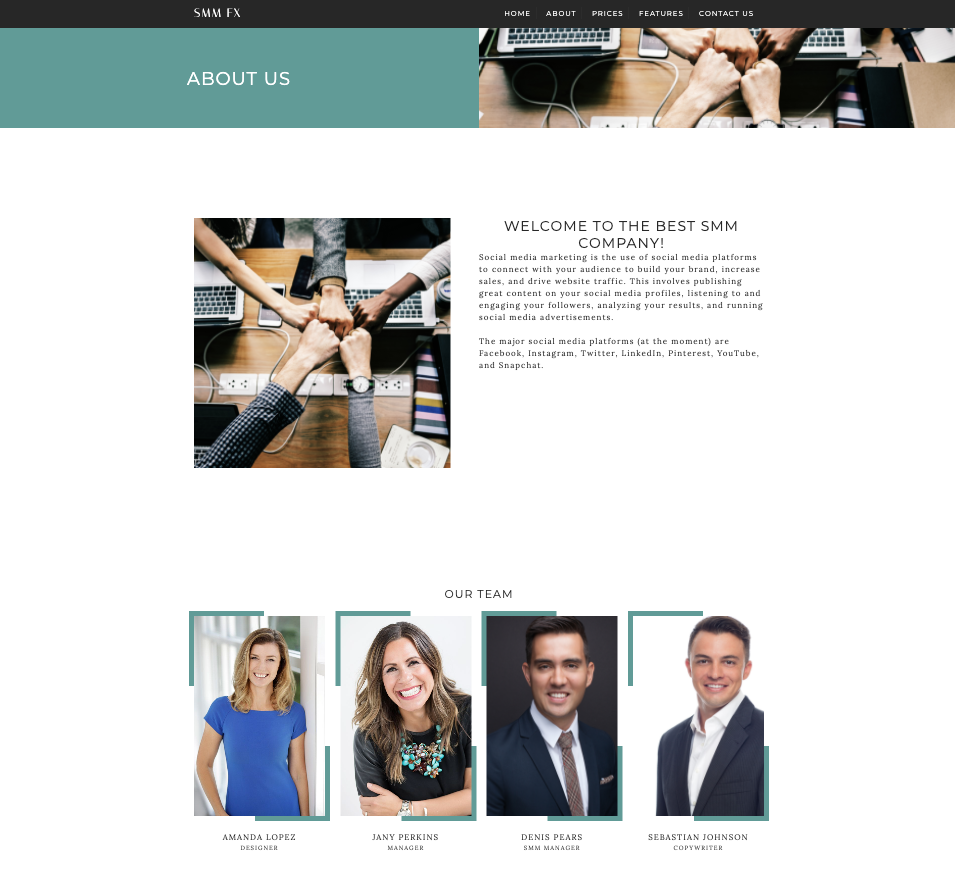 SMM FX
HOME ABOUT PRICES FEATURES CONTACT US
ABOUT US
WELCOME TO THE BEST SMM
COMPANY!
Social media marketing is the use of social media platforms
to connect with your audience to build your brand, increase
sales, and drive website traffic. This involves publishing
great content on your social media profiles, listening to and
engaging your followers, analyzing your results, and running
social media advertisements.
The major social media platforms (at the moment) are
Facebook, Instagram, Twitter, LinkedIn, Pinterest, YouTube,
and Snapchat.
OUR TEAM
AMANDA LOPEZ
DESIGNER
JANY PERKINS
MANAGER
DENIS PEARS
SMM MANAGER
SEBASTIAN JOHNSON
COPYWRITER